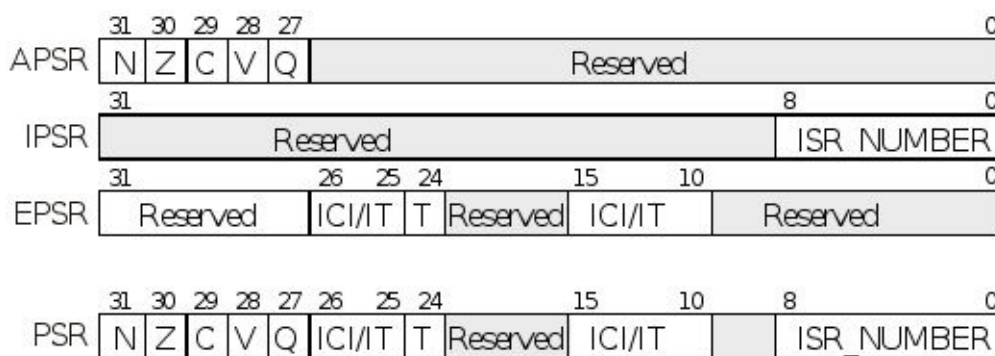 31 30 29 28 27 0
APSR N Z C V Q Reserved
31 8 0
IPSR Reserved ISR NUMBER
31 26 25 24 15 10 0
EPSR Reserved ICI/IT T Reserved ICI/IT Reserved
31 30 29 28 27 26 25 24 15 10 8 0
PSR N Z C V Q ICI/IT T Reserved ICI/IT ISR_NUMBER